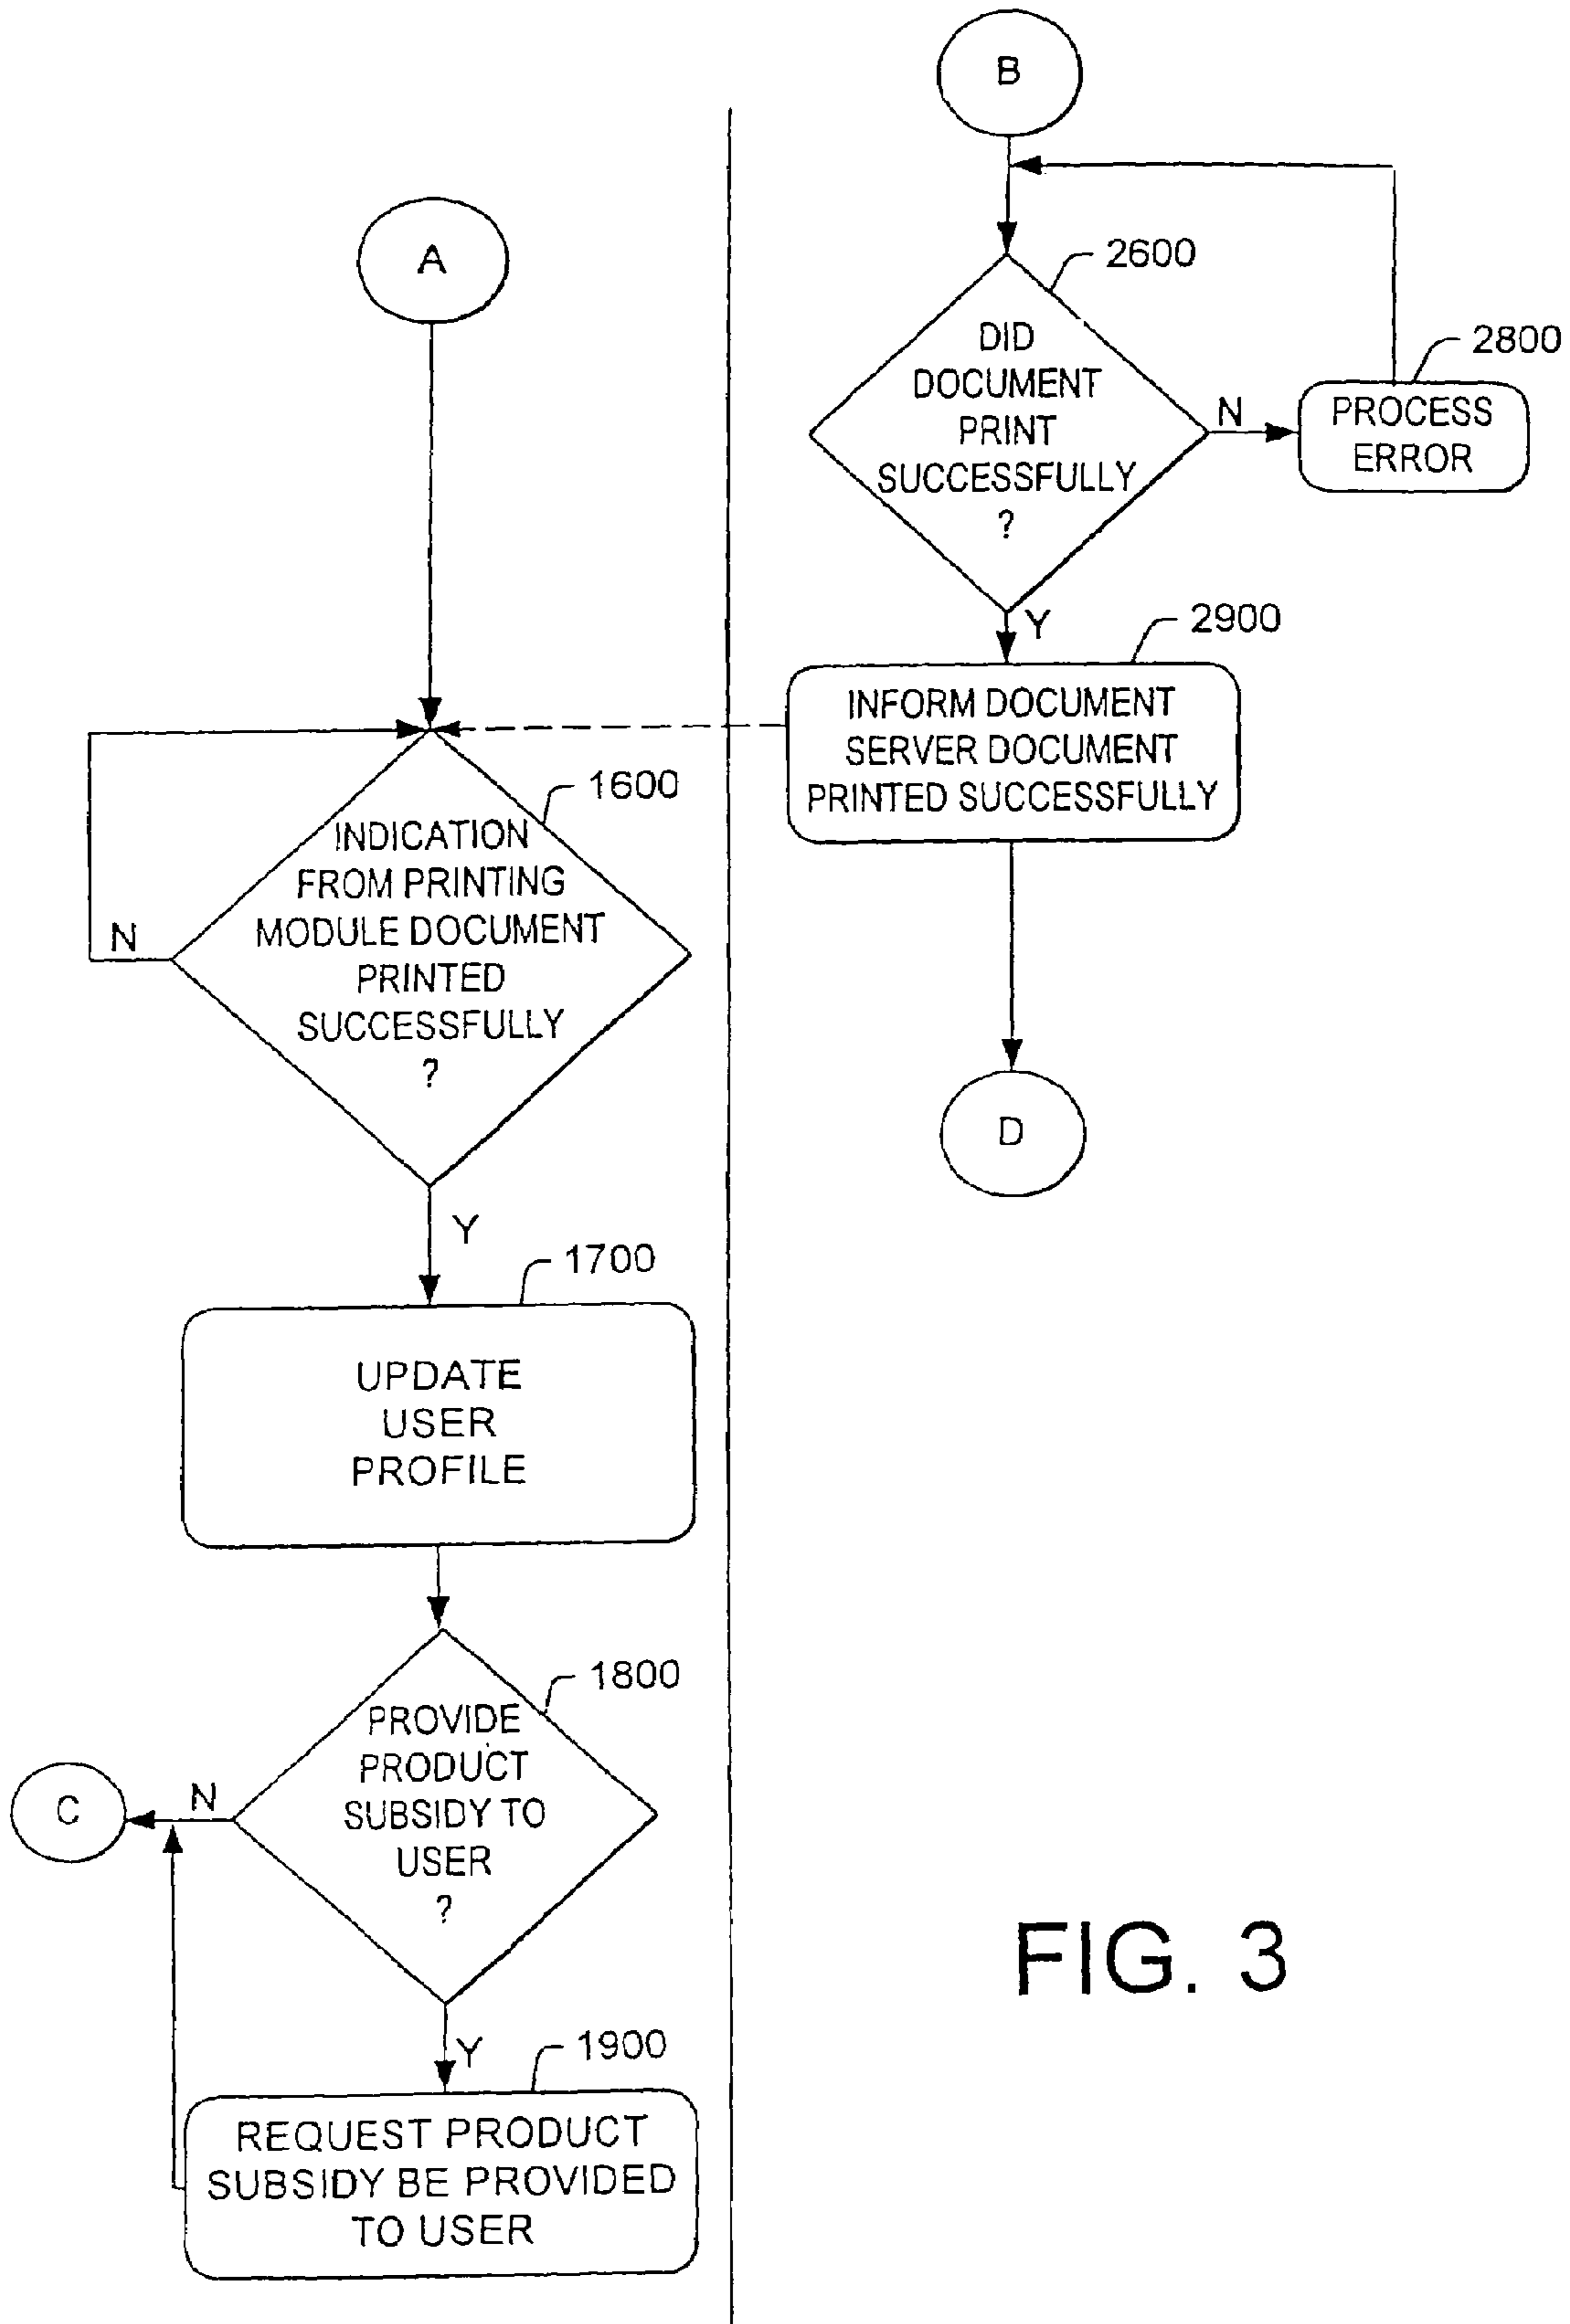 A
1600
INDICATION
FROM PRINTING
MODULE DOCUMENT
PRINTED
SUCCESSFULLY
?
N
Y
1700
UPDATE
USER
PROFILE
1800
PROVIDE
PRODUCT
SUBSIDY TO
USER
?
N
C
Y
1900
REQUEST PRODUCT
SUBSIDY BE PROVIDED
TO USER
B
2600
DID
DOCUMENT
PRINT
SUCCESSFULLY
?
N
2800
PROCESS
ERROR
Y
2900
INFORM DOCUMENT
SERVER DOCUMENT
PRINTED SUCCESSFULLY
D
FIG. 3